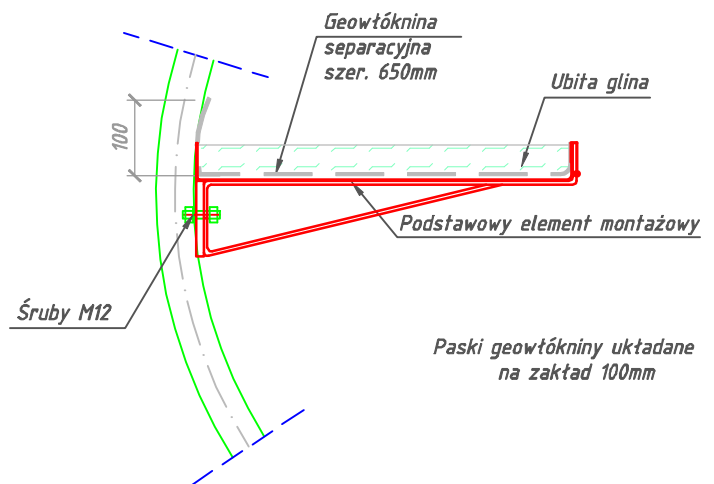 Geowłóknina
separacyjna
szer. 650mm
Ubita glina
100
Podstawowy element montażowy
Śruby M12
Paski geowłókniny układane
na zakład 100mm